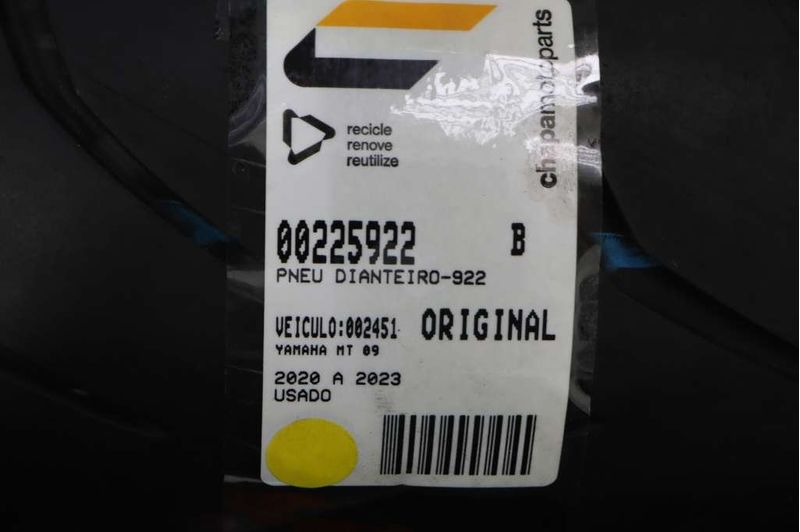 chapamotoparts
recicle
renove
reutilize
00225922 B
PNEU DIANTEIRO-922
VEICULO:002451 ORIGINAL
YAMAHA MT 09
2020 A 2023
USADO